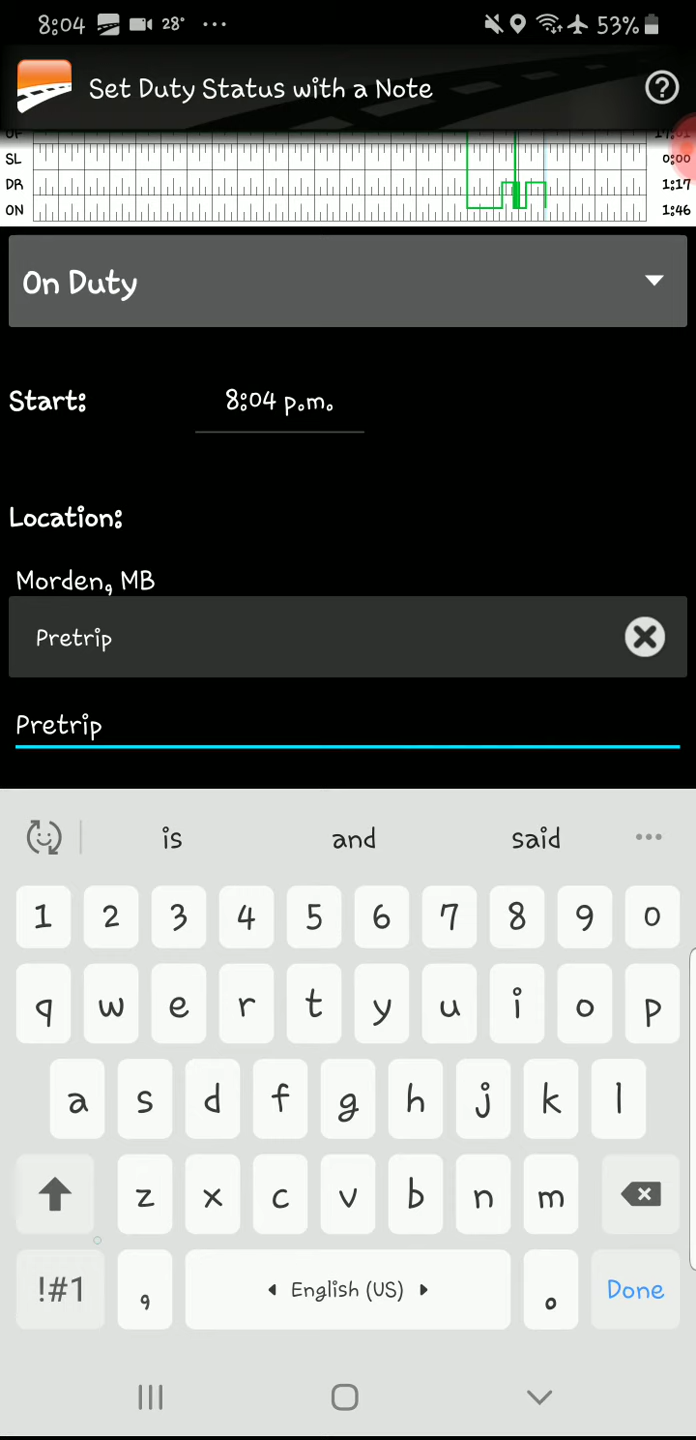 8:04 28° 53%
Set Duty Status with a Note ?
SL 0:00
DR 1:17
ON 1:46
On Duty
Start: 8:04 p.m.
Location:
Morden, MB
Pretrip
Pretrip
is and said
1 2 3 4 5 6 7 8 9 0
q w e r t y u i o p
a s d f g h j k l
z x c v b n m
!#1 , English (US) . Done